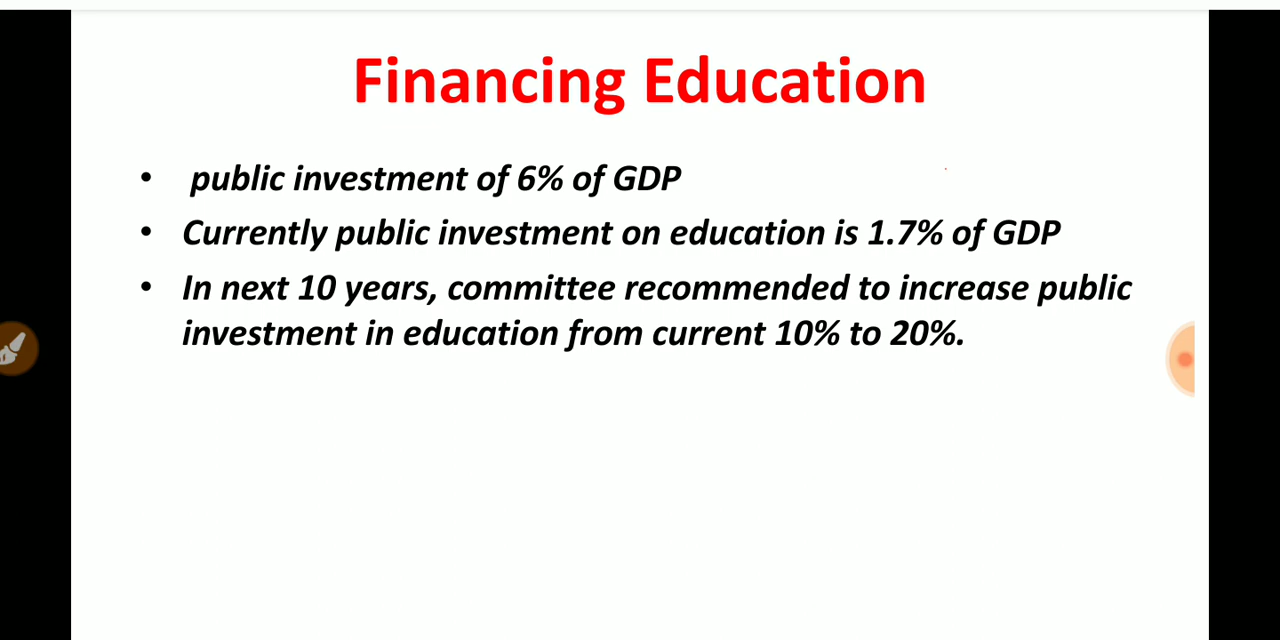 Financing Education
• public investment of 6% of GDP
• Currently public investment on education is 1.7% of GDP
• In next 10 years, committee recommended to increase public
investment in education from current 10% to 20%.